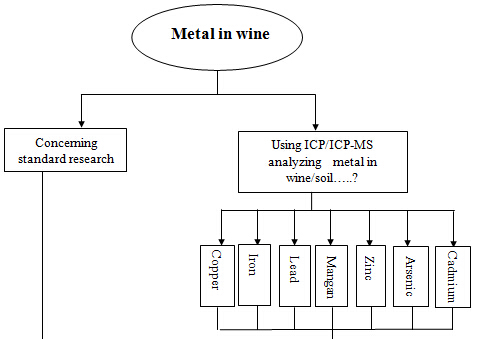 Metal in wine
Concerning
standard research
Using ICP/ICP-MS
analyzing metal in
wine/soil…..?
Copper
Iron
Lead
Mangan
Zinc
Arsenic
Cadmium